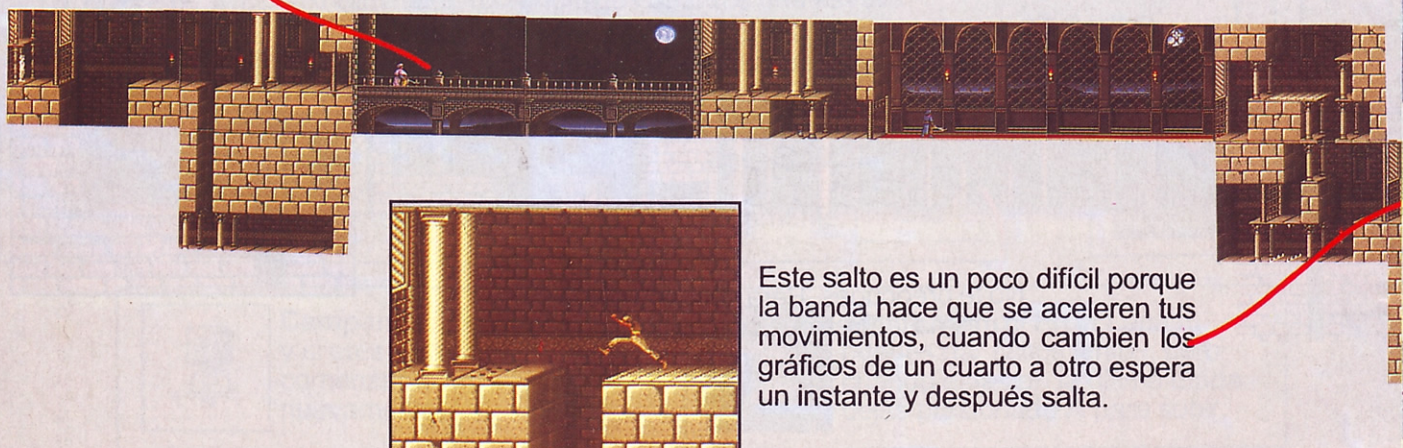 Este salto es un poco difícil porque
la banda hace que se aceleren tus
movimientos, cuando cambien los
gráficos de un cuarto a otro espera
un instante y después salta.